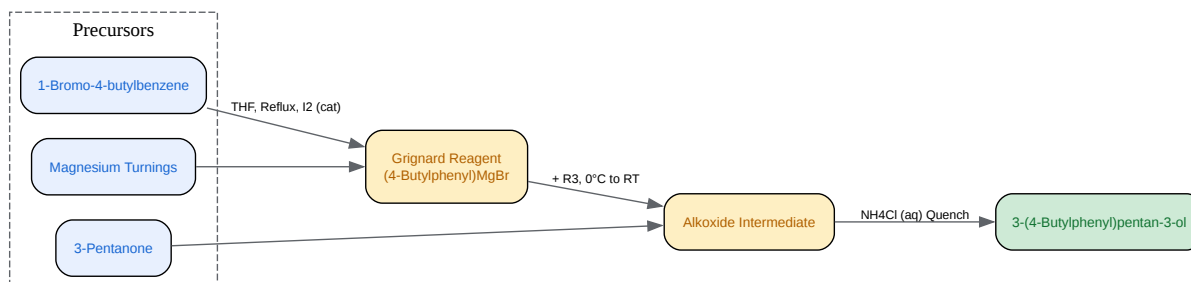 Precursors
1-Bromo-4-butylbenzene
THF, Reflux, I2 (cat)
Magnesium Turnings
Grignard Reagent
(4-Butylphenyl)MgBr
+ R3, 0°C to RT
3-Pentanone
Alkoxide Intermediate
NH4Cl (aq) Quench
3-(4-Butylphenyl)pentan-3-ol